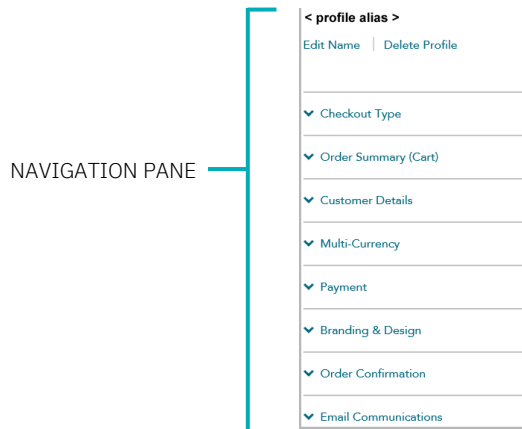 < profile alias >
Edit Name | Delete Profile
Checkout Type
Order Summary (Cart)
NAVIGATION PANE
Customer Details
Multi-Currency
Payment
Branding & Design
Order Confirmation
Email Communications